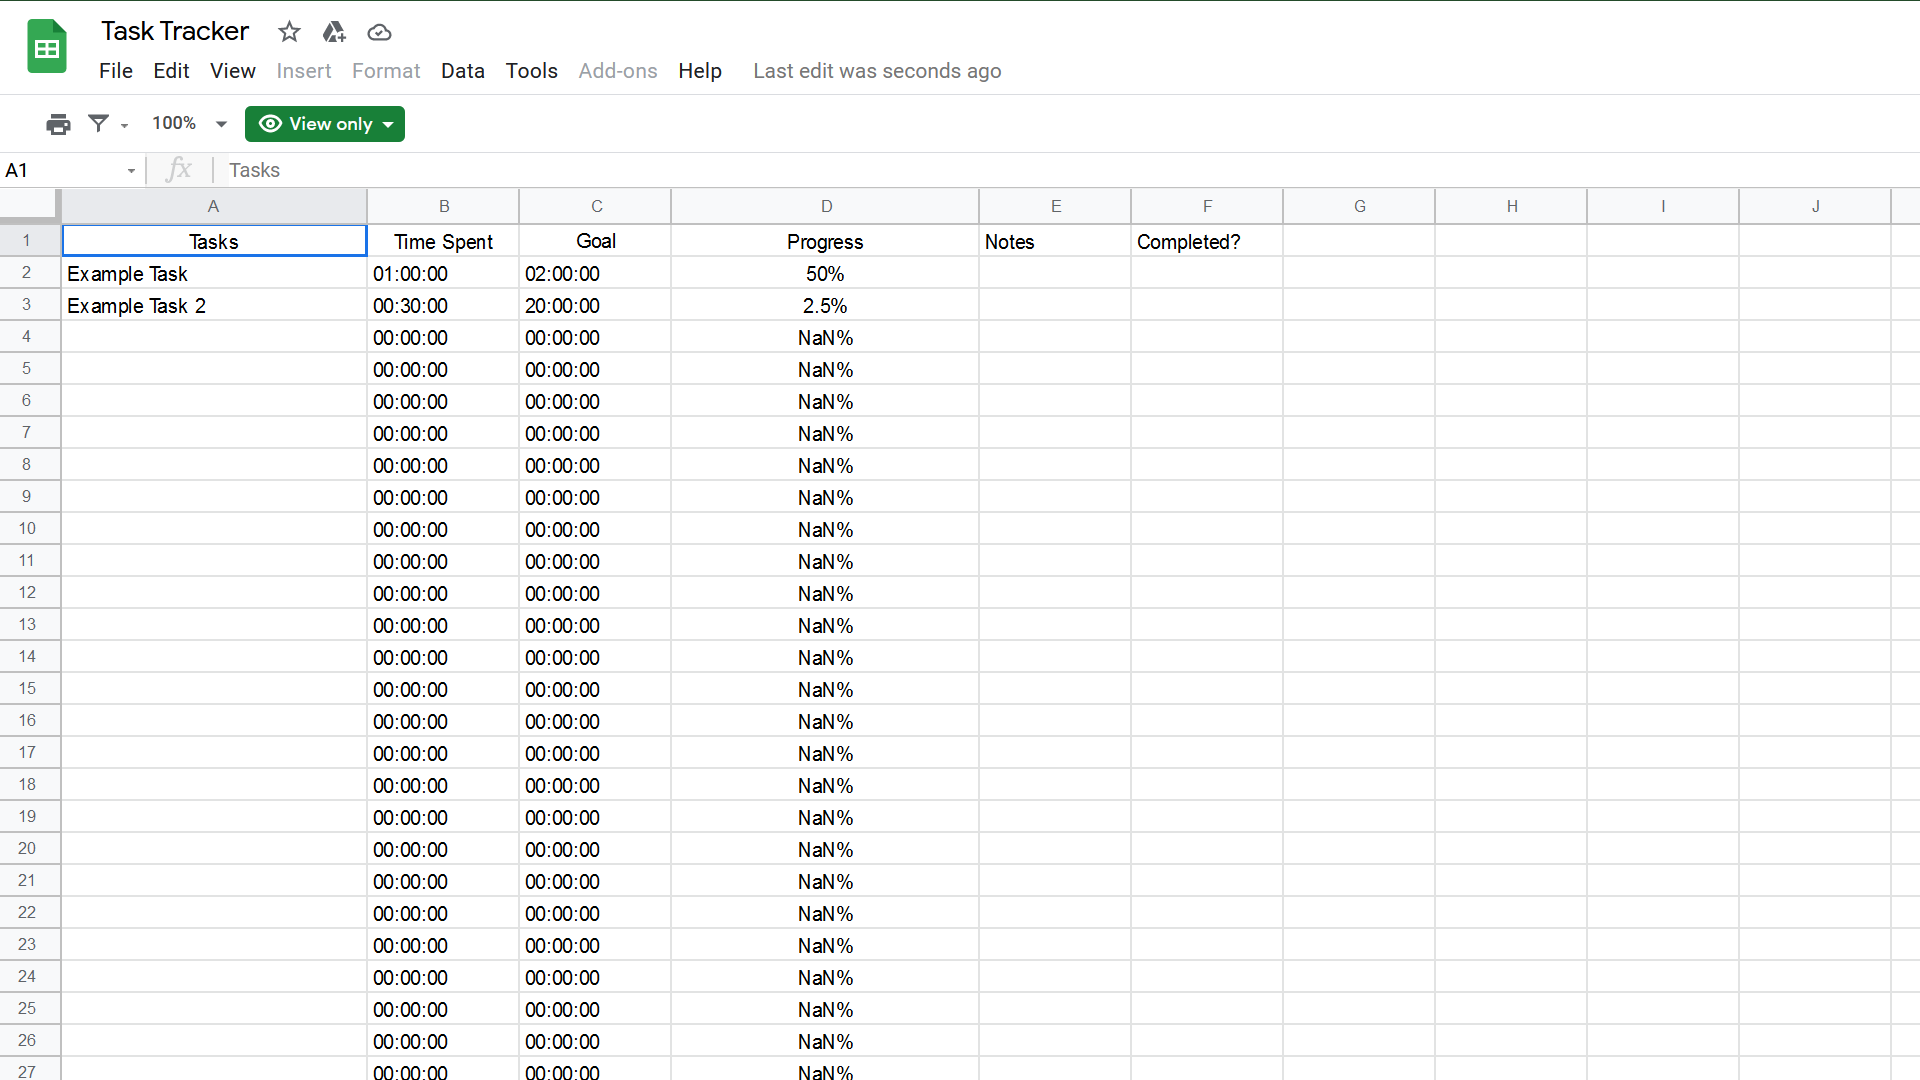 Task Tracker
File Edit View Insert Format Data Tools Add-ons Help Last edit was seconds ago
100% View only
A1 fx Tasks
A B C D E F G H I J
1 Tasks Time Spent Goal Progress Notes Completed?
2 Example Task 01:00:00 02:00:00 50%
3 Example Task 2 00:30:00 20:00:00 2.5%
4 00:00:00 00:00:00 NaN%
5 00:00:00 00:00:00 NaN%
6 00:00:00 00:00:00 NaN%
7 00:00:00 00:00:00 NaN%
8 00:00:00 00:00:00 NaN%
9 00:00:00 00:00:00 NaN%
10 00:00:00 00:00:00 NaN%
11 00:00:00 00:00:00 NaN%
12 00:00:00 00:00:00 NaN%
13 00:00:00 00:00:00 NaN%
14 00:00:00 00:00:00 NaN%
15 00:00:00 00:00:00 NaN%
16 00:00:00 00:00:00 NaN%
17 00:00:00 00:00:00 NaN%
18 00:00:00 00:00:00 NaN%
19 00:00:00 00:00:00 NaN%
20 00:00:00 00:00:00 NaN%
21 00:00:00 00:00:00 NaN%
22 00:00:00 00:00:00 NaN%
23 00:00:00 00:00:00 NaN%
24 00:00:00 00:00:00 NaN%
25 00:00:00 00:00:00 NaN%
26 00:00:00 00:00:00 NaN%
27 00:00:00 00:00:00 NaN%